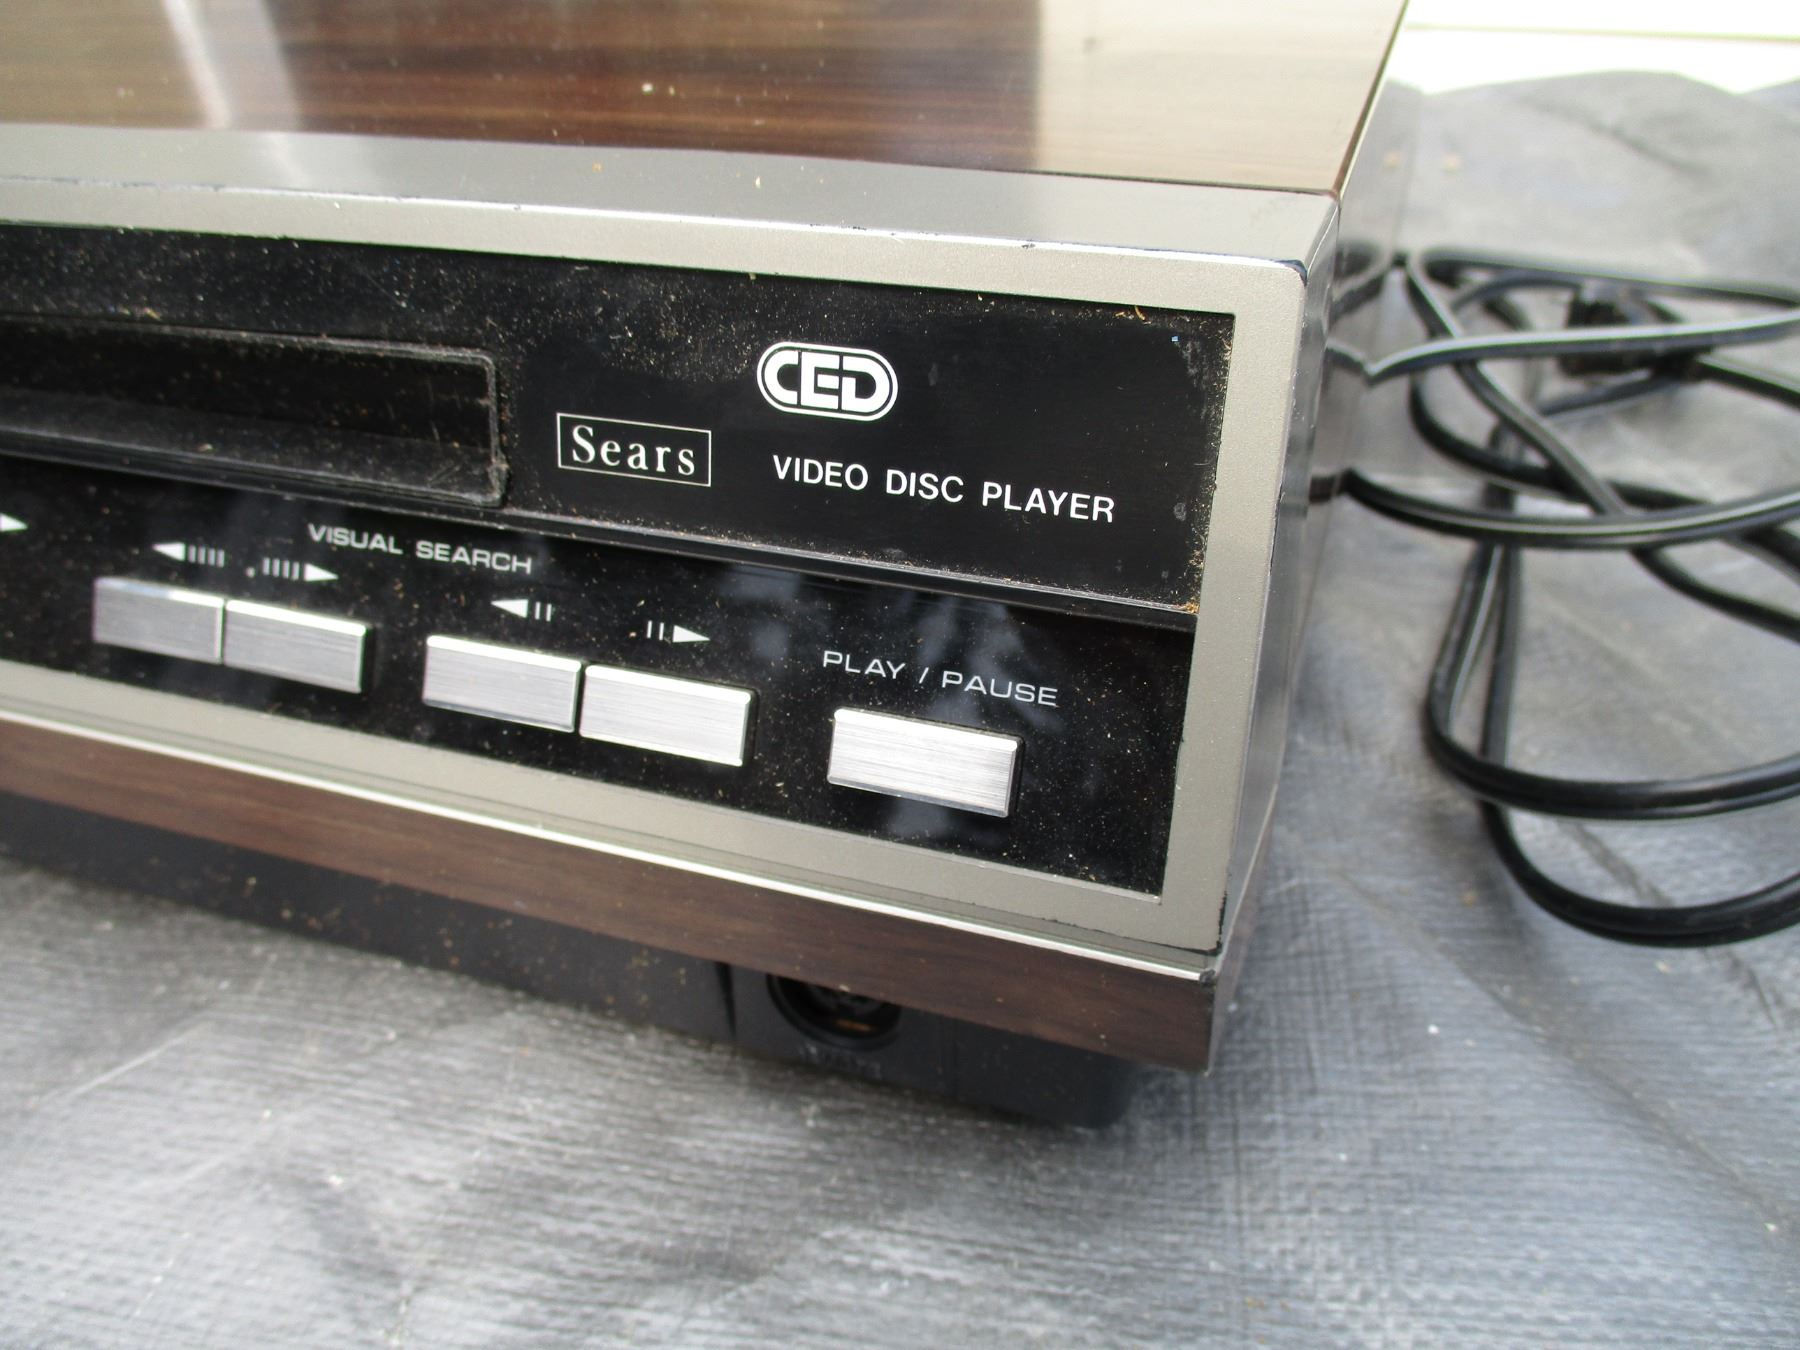 CED
Sears
VIDEO DISC PLAYER
VISUAL SEARCH
PLAY / PAUSE